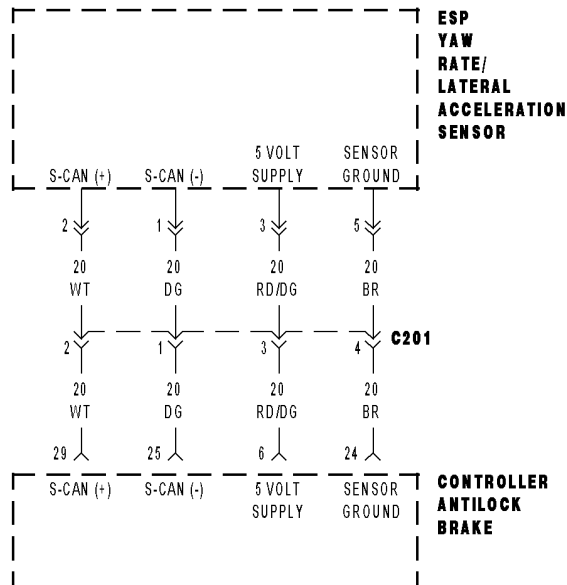 ESP
YAW
RATE/
LATERAL
ACCELERATION
SENSOR
5 VOLT SENSOR
S-CAN (+) S-CAN (-) SUPPLY GROUND
2 1 3 5
20 20 20 20
WT DG RD/DG BR
C201
2 1 3 4
20 20 20 20
WT DG RD/DG BR
29 25 6 24
S-CAN (+) S-CAN (-) 5 VOLT SENSOR
SUPPLY GROUND
CONTROLLER
ANTILOCK
BRAKE